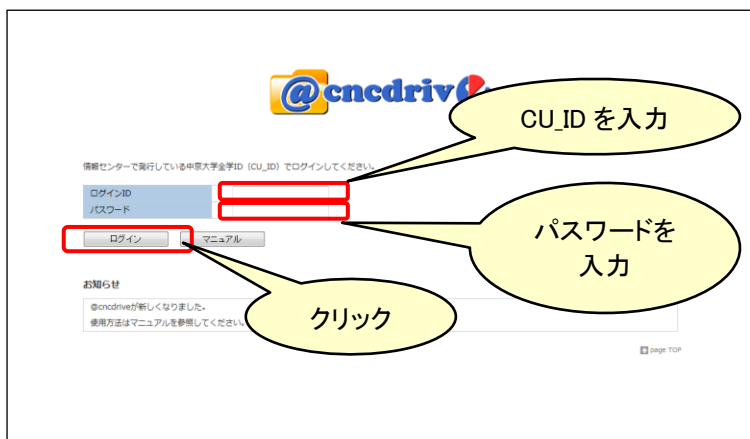 @cncdriv
CU_ID を入力
情報センターで発行している中京大学全学ID（CU_ID）でログインしてください。
ログインID
パスワード
パスワードを
入力
ログイン
マニュアル
お知らせ
@cncdriveが新しくなりました。
使用方法はマニュアルを参照してください。
クリック
page TOP